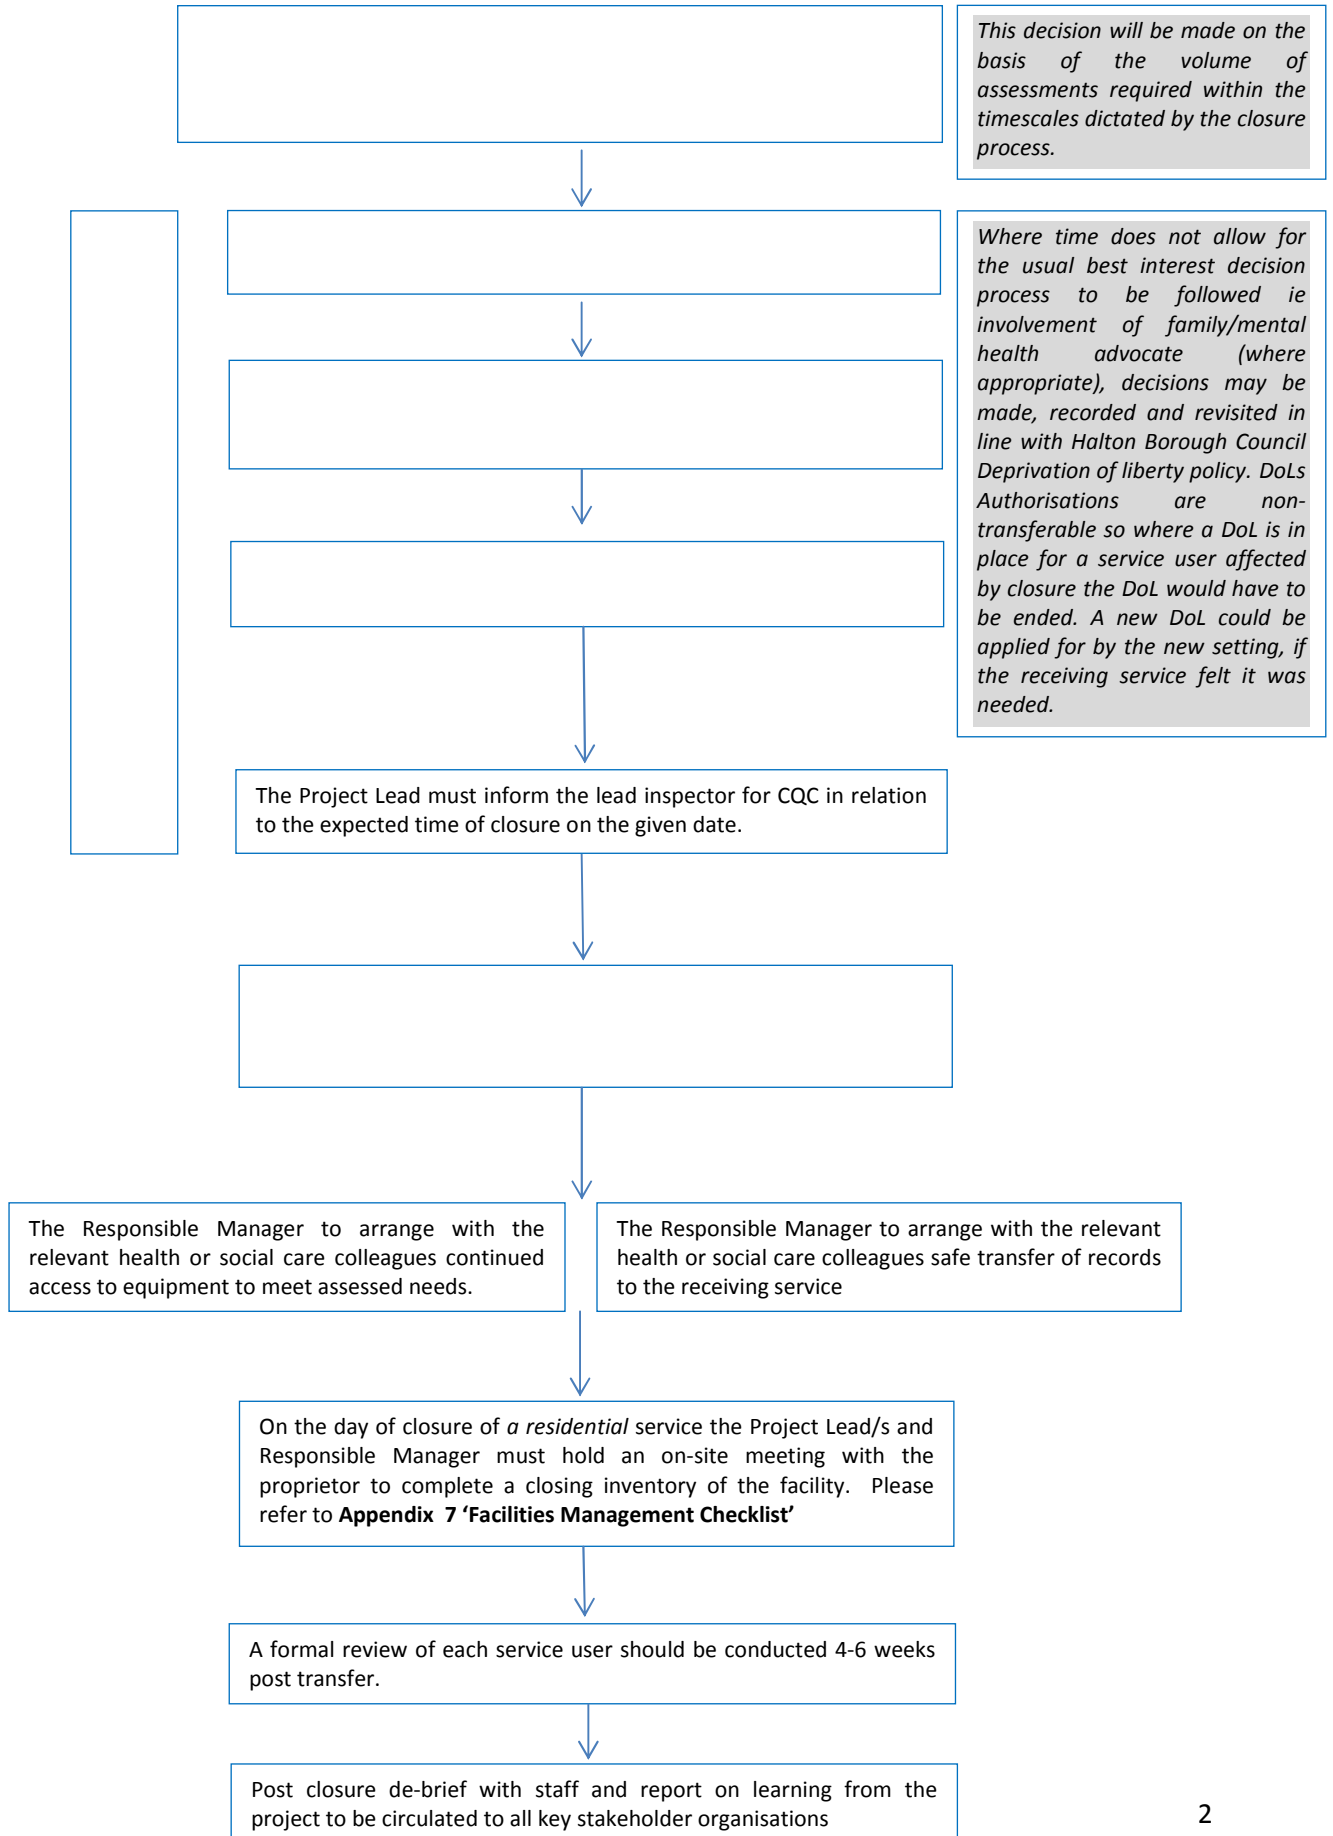 This decision will be made on the
basis of the volume of
assessments required within the
timescales dictated by the closure
process.
Where time does not allow for
the usual best interest decision
process to be followed ie
involvement of family/mental
health advocate (where
appropriate), decisions may be
made, recorded and revisited in
line with Halton Borough Council
Deprivation of liberty policy. DoLs
Authorisations are non-
transferable so where a DoL is in
place for a service user affected
by closure the DoL would have to
be ended. A new DoL could be
applied for by the new setting, if
the receiving service felt it was
needed.
The Project Lead must inform the lead inspector for CQC in relation
to the expected time of closure on the given date.
The Responsible Manager to arrange with the
relevant health or social care colleagues continued
access to equipment to meet assessed needs.
The Responsible Manager to arrange with the relevant
health or social care colleagues safe transfer of records
to the receiving service
On the day of closure of a residential service the Project Lead/s and
Responsible Manager must hold an on-site meeting with the
proprietor to complete a closing inventory of the facility. Please
refer to Appendix 7 ‘Facilities Management Checklist’
A formal review of each service user should be conducted 4-6 weeks
post transfer.
Post closure de-brief with staff and report on learning from the
project to be circulated to all key stakeholder organisations
2